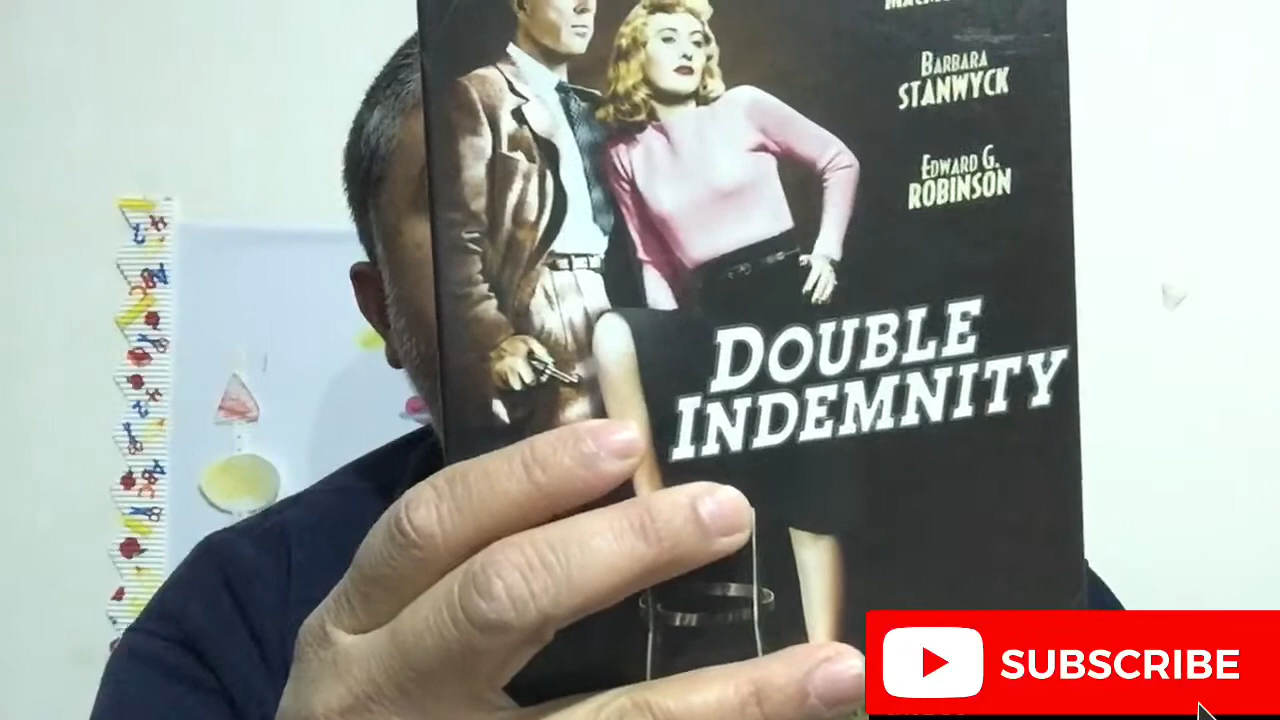 BARBARA
STANWYCK
EDWARD G.
ROBINSON
DOUBLE
INDEMNITY
SUBSCRIBE